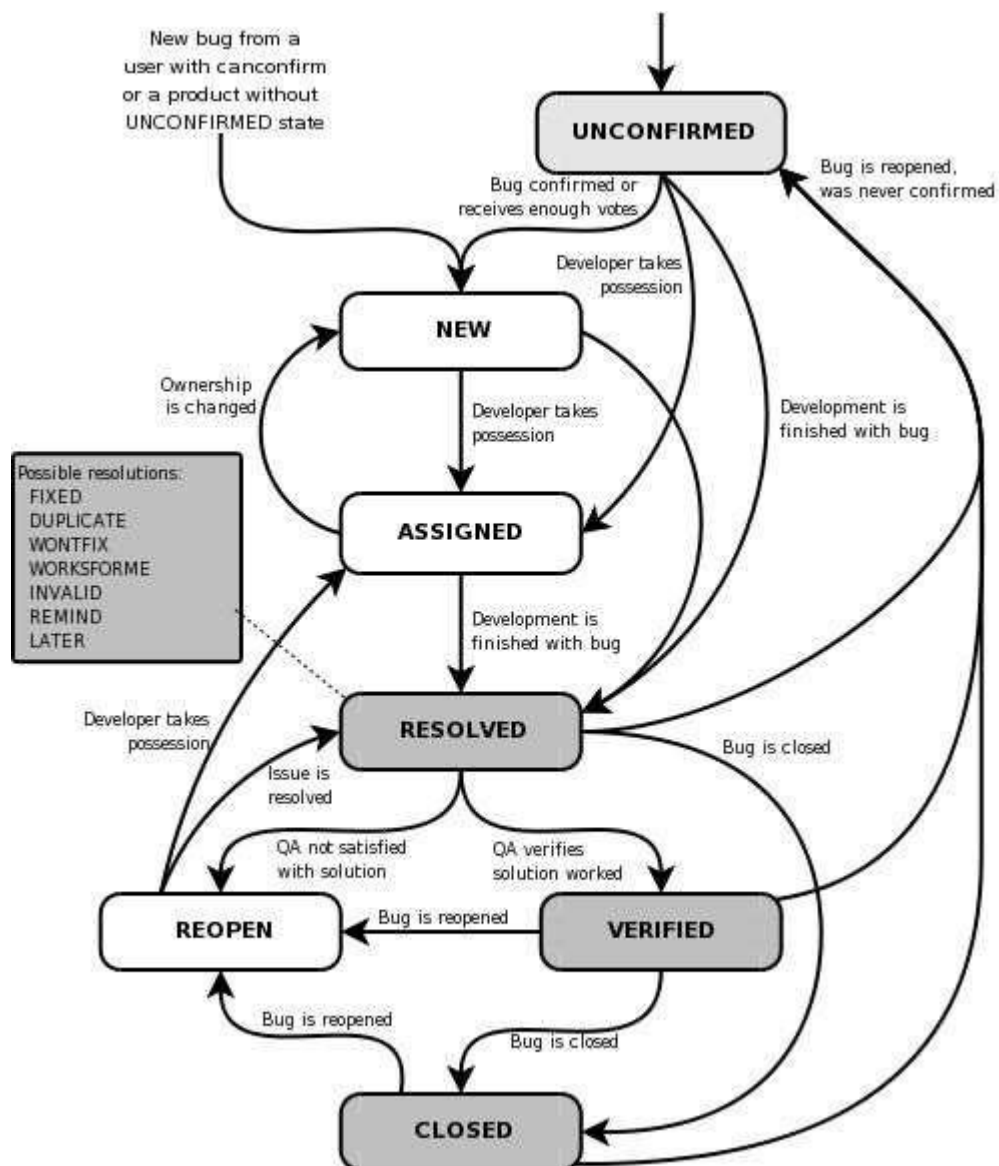 New bug from a
user with canconfirm
or a product without
UNCONFIRMED state
UNCONFIRMED
Bug is reopened,
was never confirmed
Bug confirmed or
receives enough votes
Developer takes
possession
NEW
Ownership
is changed
Developer takes
possession
Development is
finished with bug
Possible resolutions:
FIXED
DUPLICATE
WONTFIX
WORKSFORME
INVALID
REMIND
LATER
ASSIGNED
Development is
finished with bug
RESOLVED
Developer takes
possession
Bug is closed
Issue is
resolved
QA not satisfied
with solution
QA verifies
solution worked
REOPEN
Bug is reopened
VERIFIED
Bug is reopened
Bug is closed
CLOSED